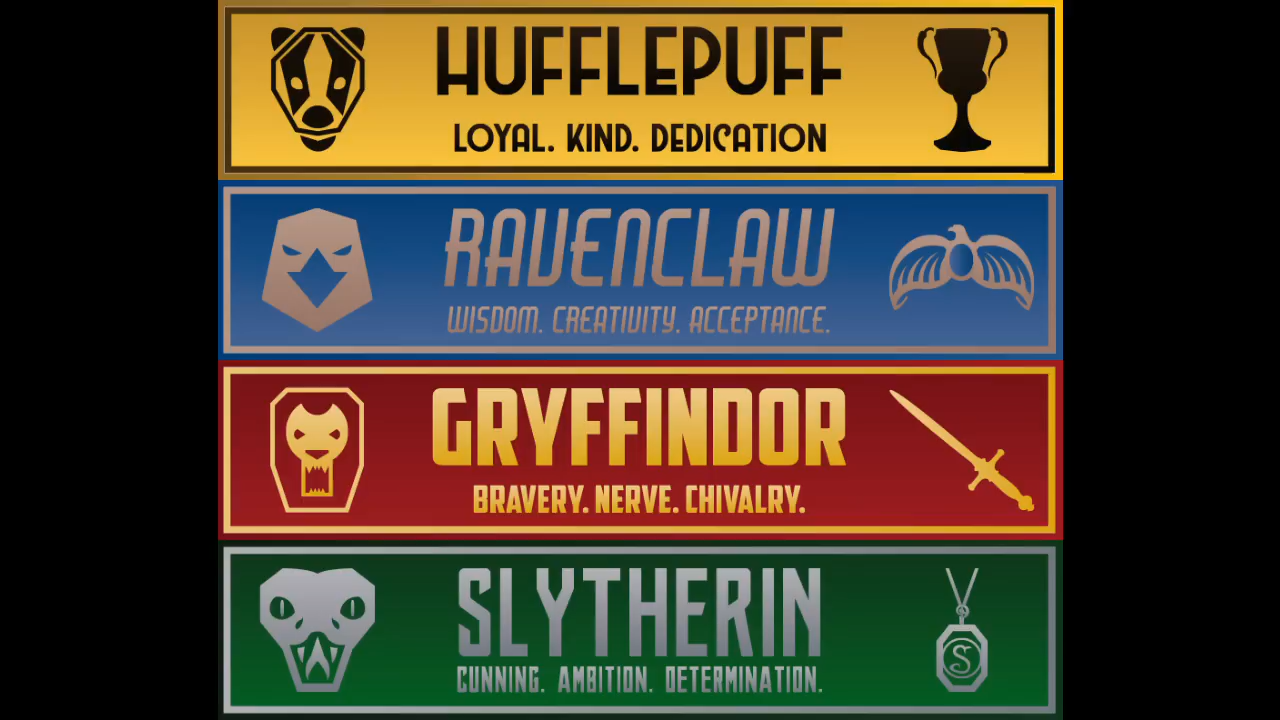 HUFFLEPUFF
LOYAL. KIND. DEDICATION
RAVENCLAW
WISDOM. CREATIVITY. ACCEPTANCE.
GRYFFINDOR
BRAVERY. NERVE. CHIVALRY.
SLYTHERIN
CUNNING. AMBITION. DETERMINATION.
S